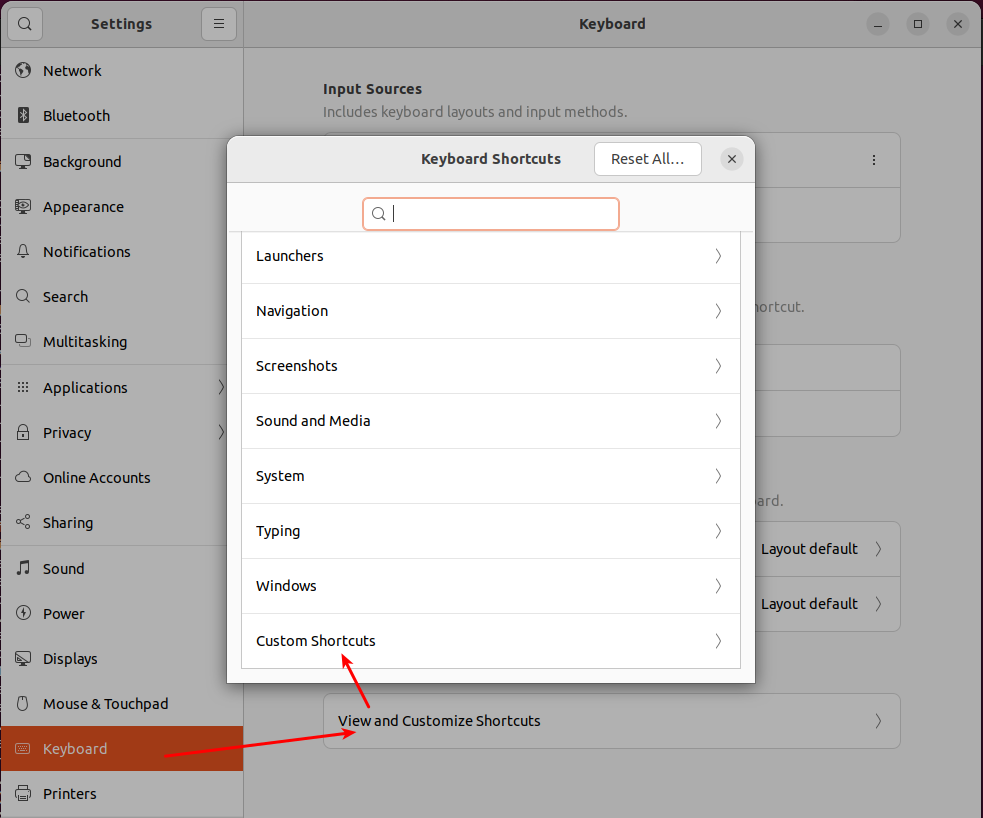 Settings
Keyboard
Network
Bluetooth
Background
Appearance
Notifications
Search
Multitasking
Applications
Privacy
Online Accounts
Sharing
Sound
Power
Displays
Mouse & Touchpad
Keyboard
Printers
Input Sources
Includes keyboard layouts and input methods.
Keyboard Shortcuts
Reset All...
Launchers
Navigation
Screenshots
Sound and Media
System
Typing
Windows
Custom Shortcuts
Layout default
Layout default
View and Customize Shortcuts